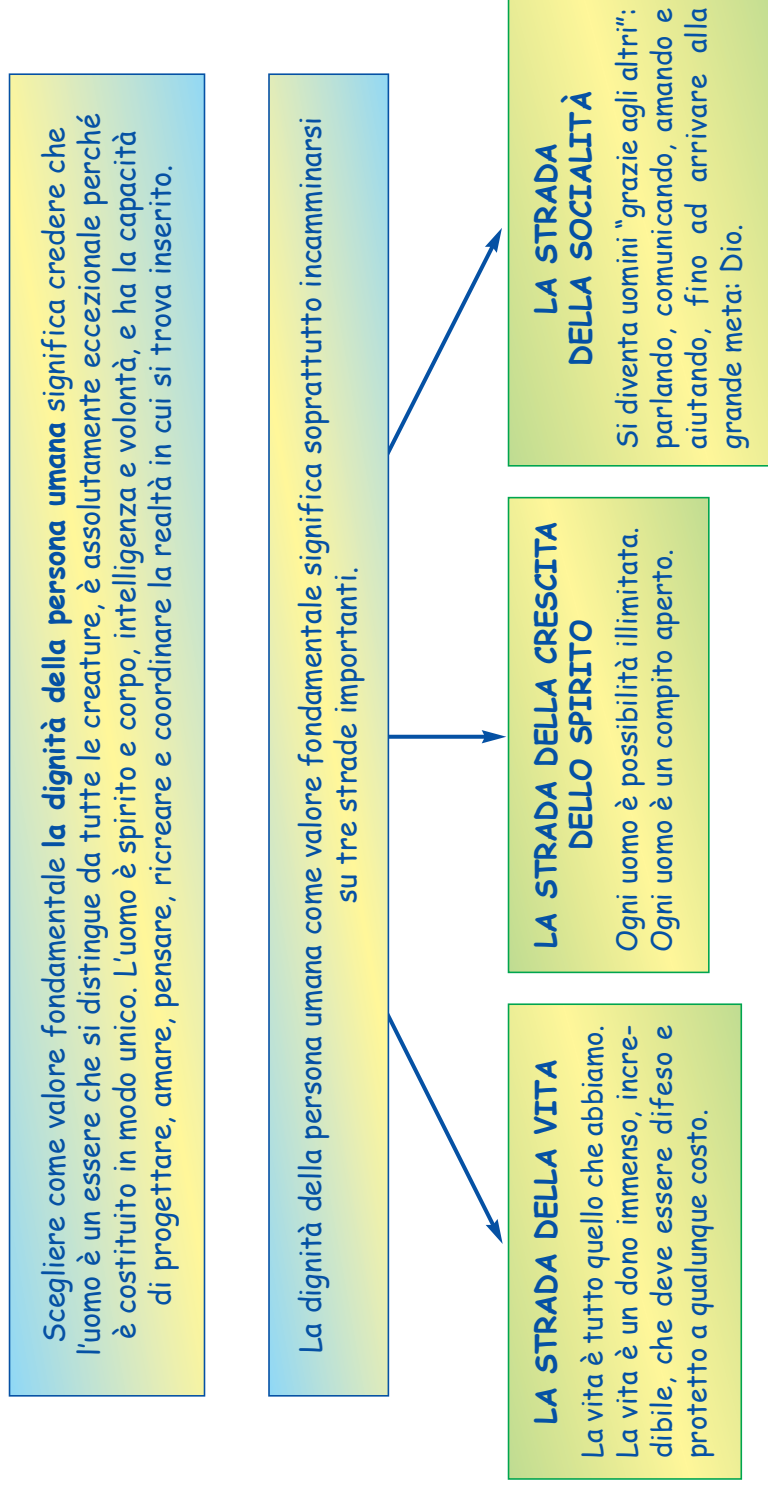 Scegliere come valore fondamentale la dignità della persona umana significa credere che
l'uomo è un essere che si distingue da tutte le creature, è assolutamente eccezionale perché
è costituito in modo unico. L'uomo è spirito e corpo, intelligenza e volontà, e ha la capacità
di progettare, amare, pensare, ricreare e coordinare la realtà in cui si trova inserito.
La dignità della persona umana come valore fondamentale significa soprattutto incamminarsi
su tre strade importanti.
LA STRADA DELLA VITA
La vita è tutto quello che abbiamo.
La vita è un dono immenso, incre-
dibile, che deve essere difeso e
protetto a qualunque costo.
LA STRADA DELLA CRESCITA
DELLO SPIRITO
Ogni uomo è possibilità illimitata.
Ogni uomo è un compito aperto.
LA STRADA
DELLA SOCIALITÀ
Si diventa uomini "grazie agli altri":
parlando, comunicando, amando e
aiutando, fino ad arrivare alla
grande meta: Dio.